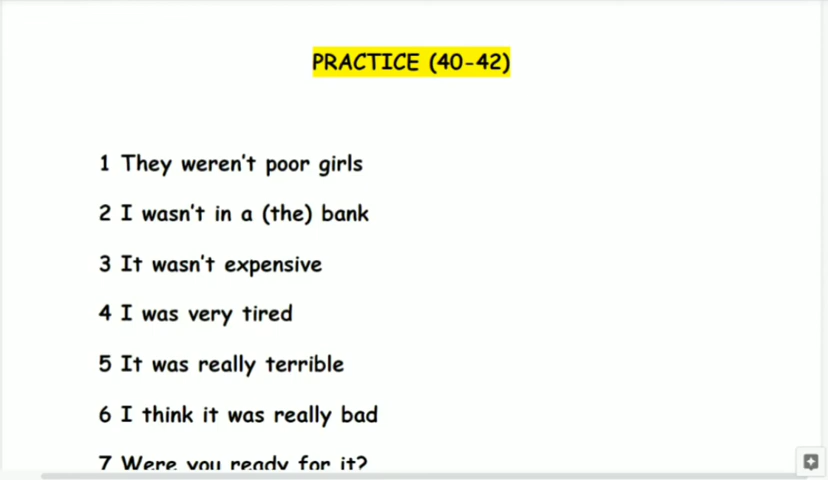 PRACTICE (40-42)
1 They weren't poor girls
2 I wasn't in a (the) bank
3 It wasn't expensive
4 I was very tired
5 It was really terrible
6 I think it was really bad
7 Were you ready for it?